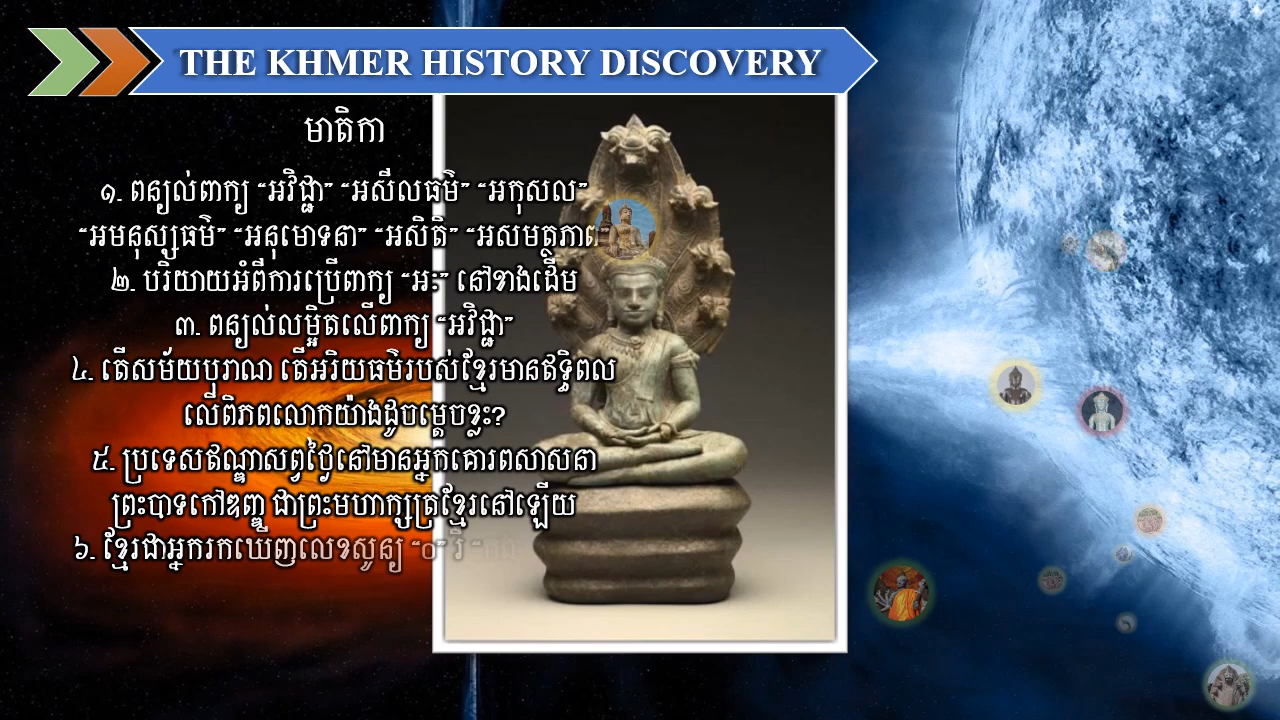 THE KHMER HISTORY DISCOVERY
មាតិកា
១. ពន្យល់ពាក្យ “អវិជ្ជា” “អសីលធម៌” “អកុសល”
“អមនុស្សធម៌” “អនុមោទនា” “អសិតិ” “អសមត្ថភាព
២. បរិយាយអំពីការប្រើពាក្យ “អៈ” នៅខាងដើម
៣. ពន្យល់លម្អិតលើពាក្យ “អវិជ្ជា”
៤. តើសម័យបុរាណ តើអរិយធម៌របស់ខ្មែរមានឥទ្ធិពល
លើពិភពលោកយ៉ាងដូចម្ដេចខ្លះ?
៥. ប្រទេសឥណ្ឌាសព្វថ្ងៃនៅមានអ្នកគោរពសាសនា
ព្រះបាទកៅឌញ្ញ ជាព្រះមហាក្សត្រខ្មែរនៅឡើយ
៦. ខ្មែរជាអ្នករកឃើញលេខសូន្យ “០” រឺ